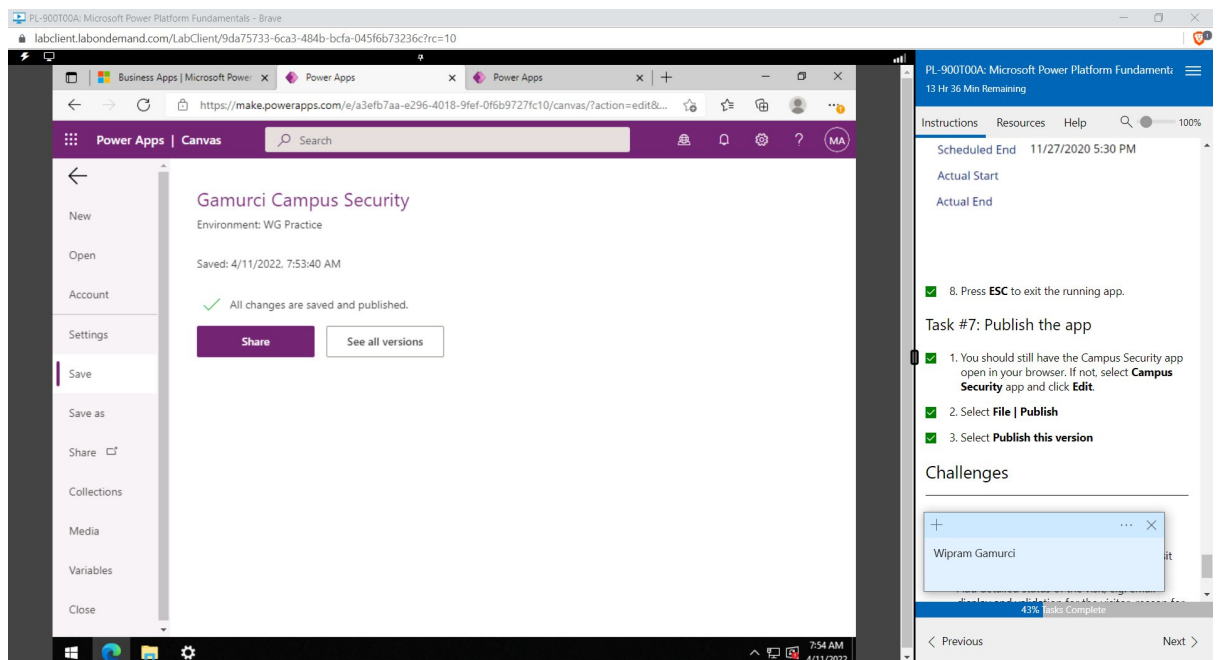 PL-900T00A: Microsoft Power Platform Fundamentals - Brave
labclient.labondemand.com/LabClient/9da75733-6ca3-484b-bcfa-045f6b73236c?rc=10
Business Apps | Microsoft Power
Power Apps
Power Apps
https://make.powerapps.com/e/a3efb7aa-e296-4018-9fef-0f6b9727fc10/canvas/?action=edit&...
Power Apps | Canvas
Search
?
MA
New
Open
Account
Settings
Save
Save as
Share
Collections
Media
Variables
Close
Gamurci Campus Security
Environment: WG Practice
Saved: 4/11/2022, 7:53:40 AM
All changes are saved and published.
Share
See all versions
7:54 AM
4/11/2022
PL-900T00A: Microsoft Power Platform Fundamenta
13 Hr 36 Min Remaining
Instructions Resources Help 100%
Scheduled End 11/27/2020 5:30 PM
Actual Start
Actual End
8. Press ESC to exit the running app.
Task #7: Publish the app
1. You should still have the Campus Security app
open in your browser. If not, select Campus
Security app and click Edit.
2. Select File | Publish
3. Select Publish this version
Challenges
Wipram Gamurci
43% Tasks Complete
Previous
Next